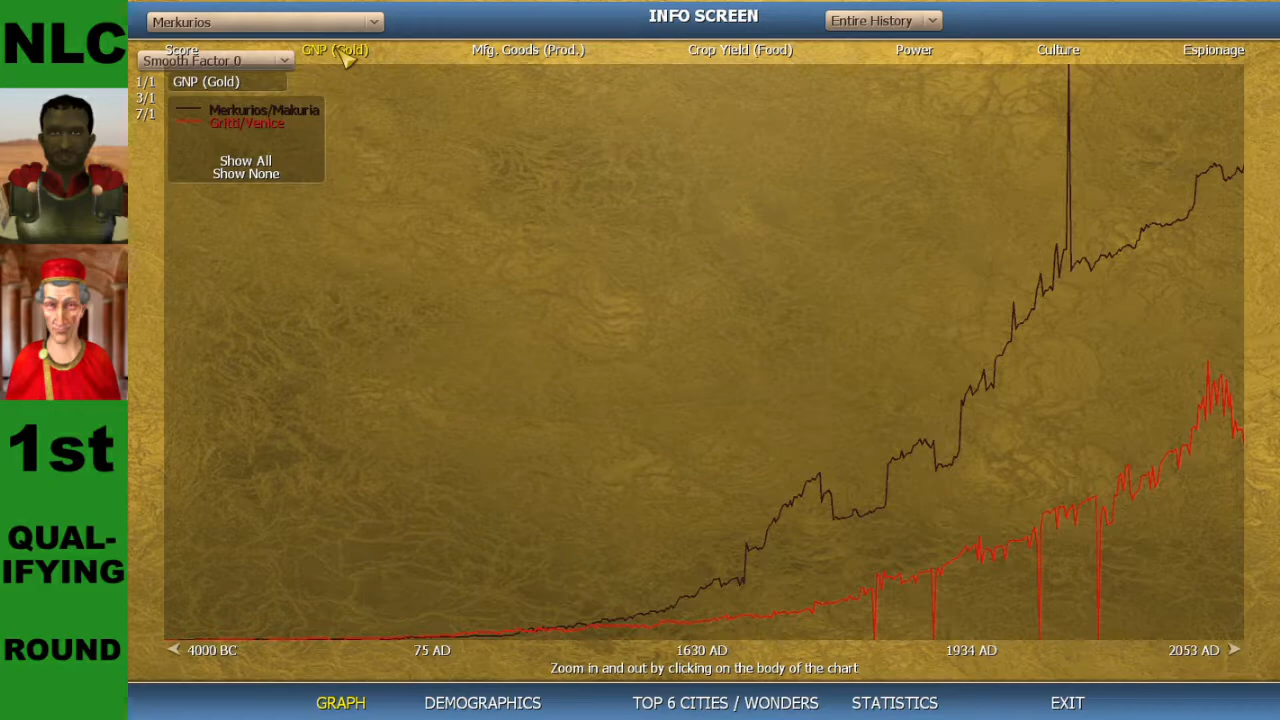 NLC
1st
QUAL-
IFYING
ROUND
Merkurios
INFO SCREEN
Entire History
Score
GNP (Gold)
Mfg. Goods (Prod.)
Crop Yield (Food)
Power
Culture
Espionage
Smooth Factor 0
1/1
GNP (Gold)
3/1
7/1
Merkurios/Makuria
Gritti/Venice
Show All
Show None
4000 BC
75 AD
1630 AD
1934 AD
2053 AD
Zoom in and out by clicking on the body of the chart
GRAPH
DEMOGRAPHICS
TOP 6 CITIES / WONDERS
STATISTICS
EXIT